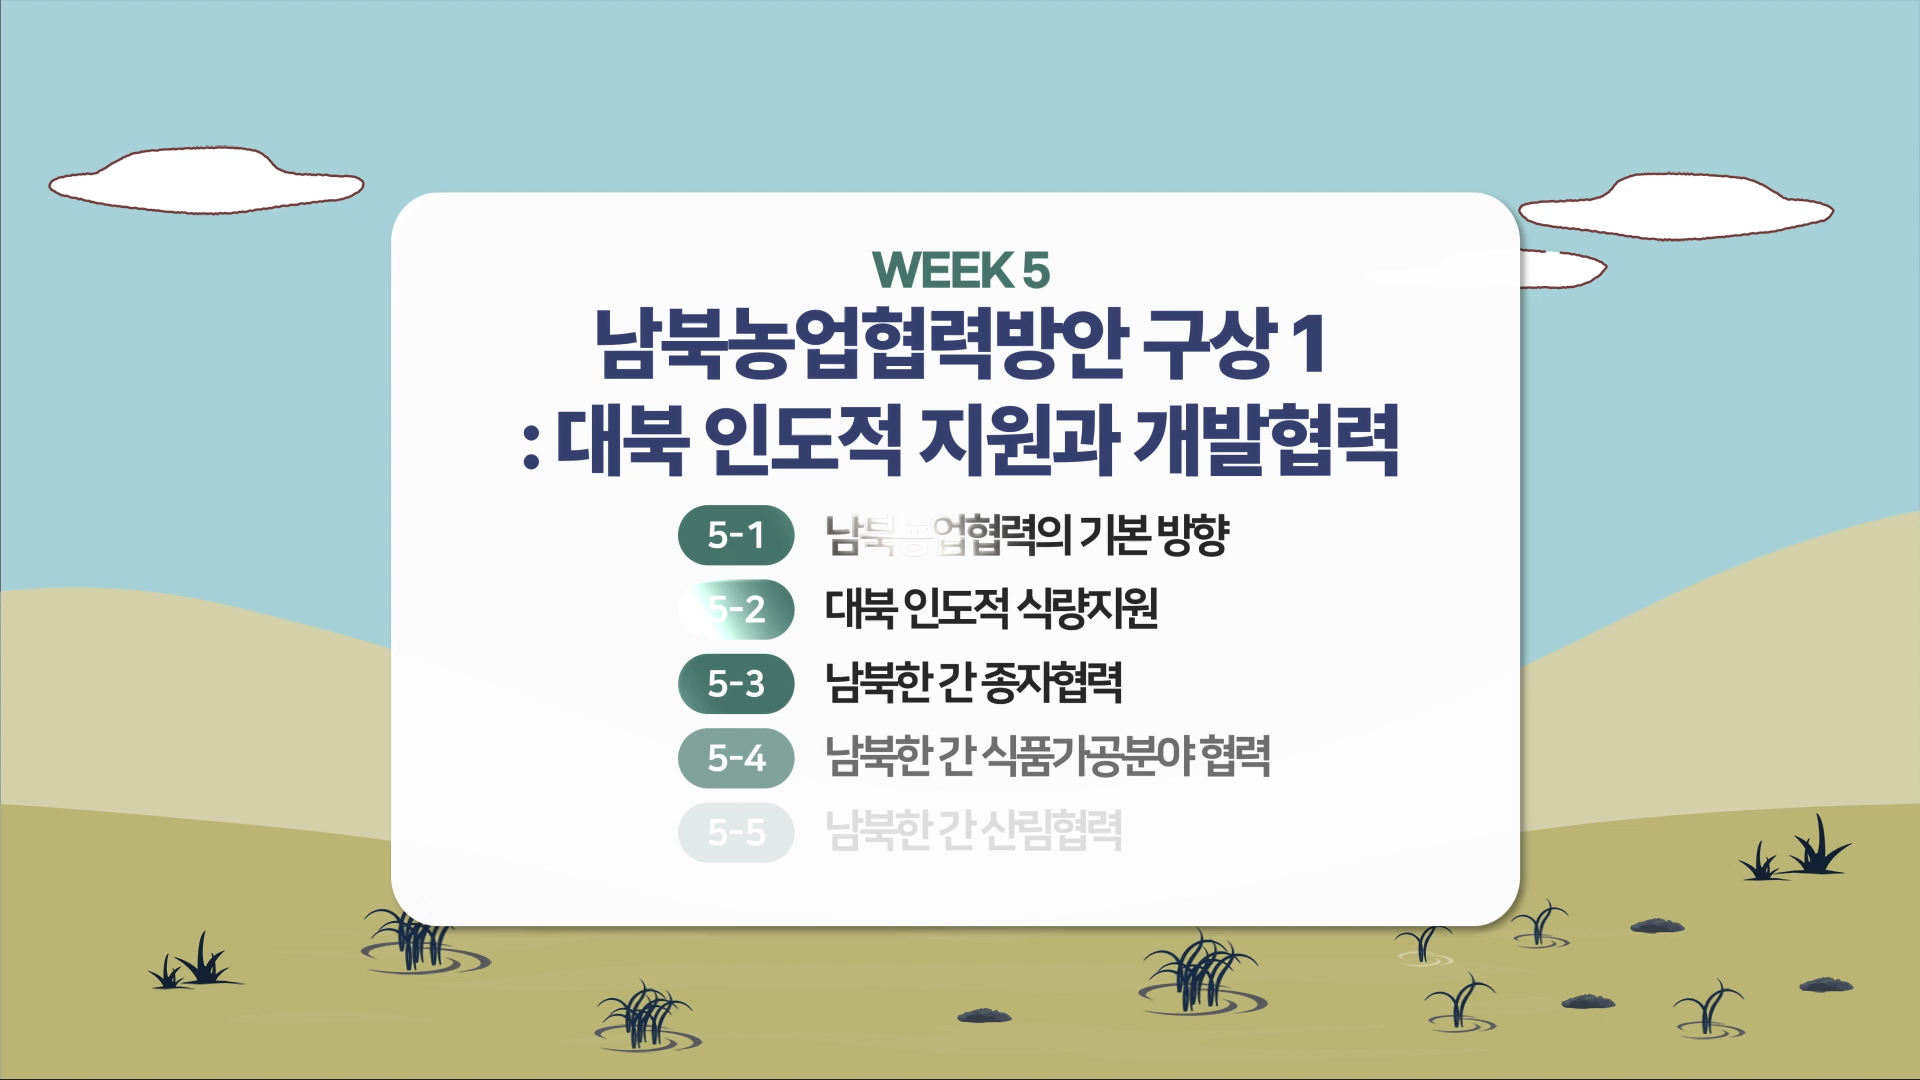 WEEK 5
남북농업협력방안 구상 1
: 대북 인도적 지원과 개발협력
5-1 남북농업협력의 기본 방향
5-2 대북 인도적 식량지원
5-3 남북한 간 종자협력
5-4 남북한 간 식품가공분야 협력
5-5 남북한 간 산림협력